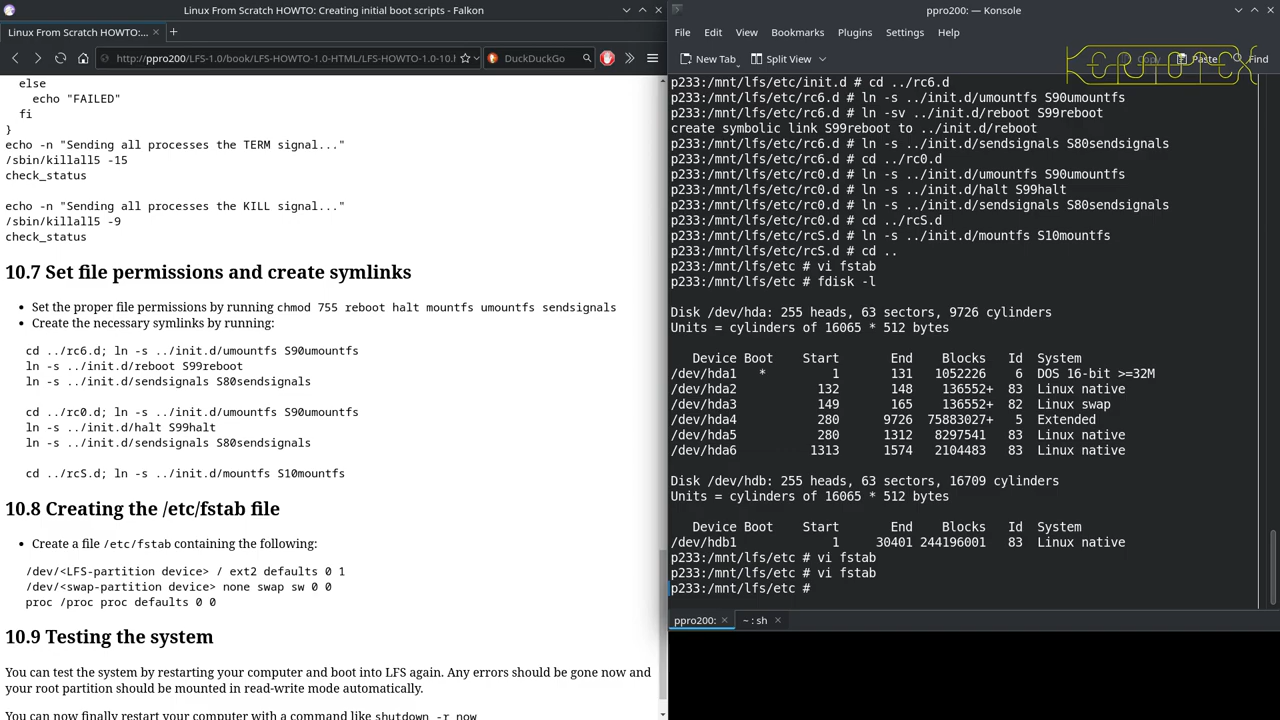 Linux From Scratch HOWTO: Creating initial boot scripts - Falkon
Linux From Scratch HOWTO:...
http://ppro200/LFS-1.0/book/LFS-HOWTO-1.0-HTML/LFS-HOWTO-1.0-10.h
DuckDuckGo
else
echo "FAILED"
fi
}
echo -n "Sending all processes the TERM signal..."
/sbin/killall5 -15
check_status
echo -n "Sending all processes the KILL signal..."
/sbin/killall5 -9
check_status
10.7 Set file permissions and create symlinks
• Set the proper file permissions by running chmod 755 reboot halt mountfs umountfs sendsignals
• Create the necessary symlinks by running:
cd ../rc6.d; ln -s ../init.d/umountfs S90umountfs
ln -s ../init.d/reboot S99reboot
ln -s ../init.d/sendsignals S80sendsignals
cd ../rc0.d; ln -s ../init.d/umountfs S90umountfs
ln -s ../init.d/halt S99halt
ln -s ../init.d/sendsignals S80sendsignals
cd ../rcS.d; ln -s ../init.d/mountfs S10mountfs
10.8 Creating the /etc/fstab file
• Create a file /etc/fstab containing the following:
/dev/<LFS-partition device> / ext2 defaults 0 1
/dev/<swap-partition device> none swap sw 0 0
proc /proc proc defaults 0 0
10.9 Testing the system
You can test the system by restarting your computer and boot into LFS again. Any errors should be gone now and
your root partition should be mounted in read-write mode automatically.
You can now finally restart your computer with a command like shutdown -r now
ppro200: — Konsole
File Edit View Bookmarks Plugins Settings Help
New Tab Split View Copy Paste Find
p233:/mnt/lfs/etc/init.d # cd ../rc6.d
p233:/mnt/lfs/etc/rc6.d # ln -s ../init.d/umountfs S90umountfs
p233:/mnt/lfs/etc/rc6.d # ln -sv ../init.d/reboot S99reboot
create symbolic link S99reboot to ../init.d/reboot
p233:/mnt/lfs/etc/rc6.d # ln -s ../init.d/sendsignals S80sendsignals
p233:/mnt/lfs/etc/rc6.d # cd ../rc0.d
p233:/mnt/lfs/etc/rc0.d # ln -s ../init.d/umountfs S90umountfs
p233:/mnt/lfs/etc/rc0.d # ln -s ../init.d/halt S99halt
p233:/mnt/lfs/etc/rc0.d # ln -s ../init.d/sendsignals S80sendsignals
p233:/mnt/lfs/etc/rc0.d # cd ../rcS.d
p233:/mnt/lfs/etc/rcS.d # ln -s ../init.d/mountfs S10mountfs
p233:/mnt/lfs/etc/rcS.d # cd ..
p233:/mnt/lfs/etc # vi fstab
p233:/mnt/lfs/etc # fdisk -l
Disk /dev/hda: 255 heads, 63 sectors, 9726 cylinders
Units = cylinders of 16065 * 512 bytes
Device Boot Start End Blocks Id System
/dev/hda1 * 1 131 1052226 6 DOS 16-bit >=32M
/dev/hda2 132 148 136552+ 83 Linux native
/dev/hda3 149 165 136552+ 82 Linux swap
/dev/hda4 280 9726 75883027+ 5 Extended
/dev/hda5 280 1312 8297541 83 Linux native
/dev/hda6 1313 1574 2104483 83 Linux native
Disk /dev/hdb: 255 heads, 63 sectors, 16709 cylinders
Units = cylinders of 16065 * 512 bytes
Device Boot Start End Blocks Id System
/dev/hdb1 1 30401 244196001 83 Linux native
p233:/mnt/lfs/etc # vi fstab
p233:/mnt/lfs/etc # vi fstab
p233:/mnt/lfs/etc #
ppro200: ~ : sh